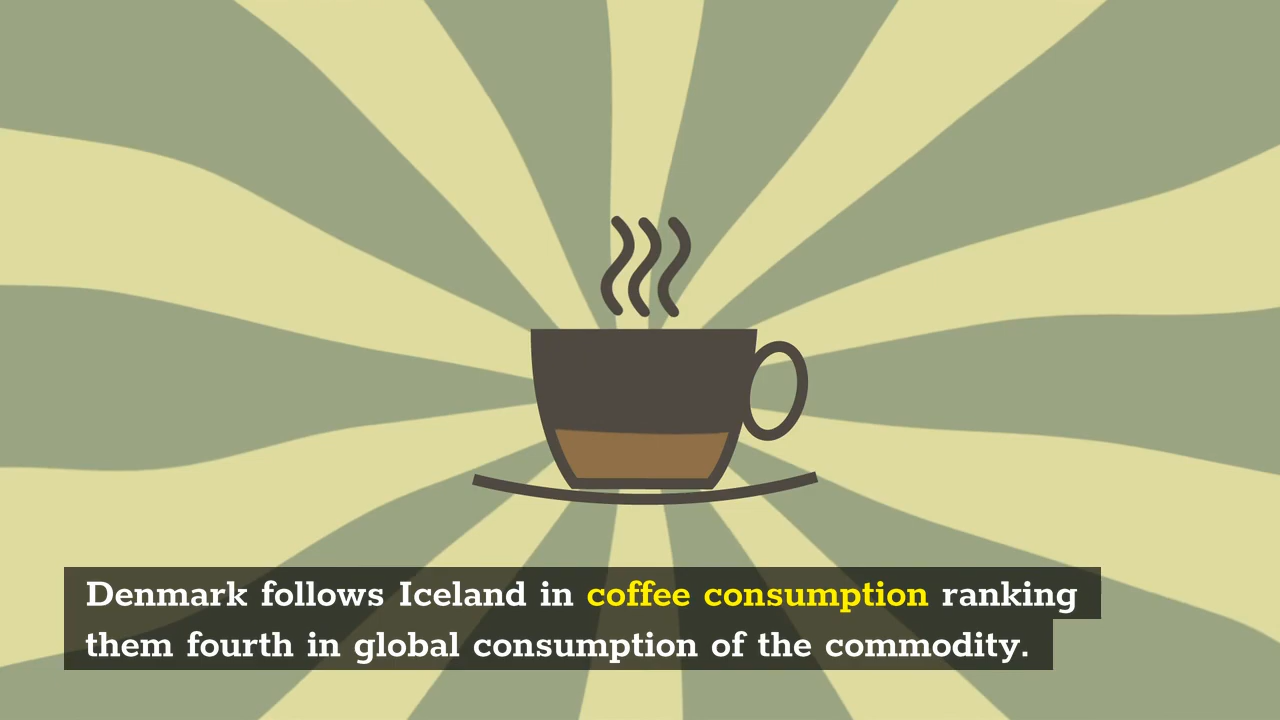 Denmark follows Iceland in coffee consumption ranking
them fourth in global consumption of the commodity.